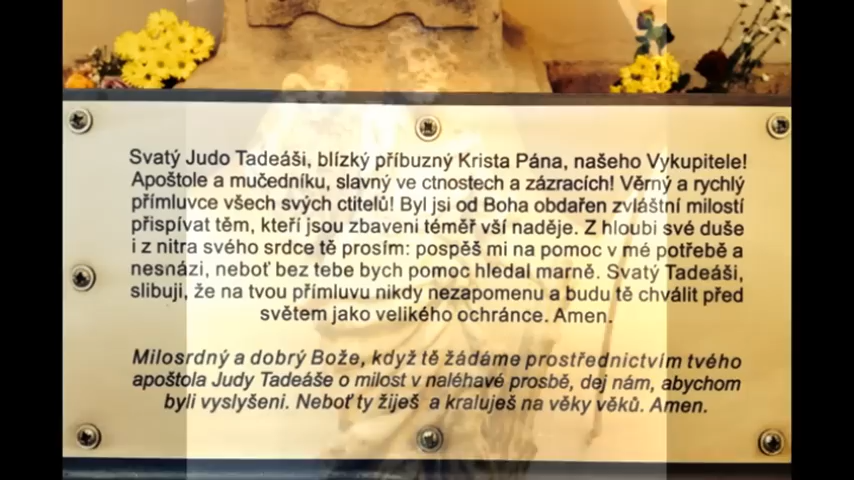 Svatý Judo Tadeáši, blízký příbuzný Krista Pána, našeho Vykupitele!
Apoštole a mučedníku, slavný ve ctnostech a zázracích! Věrný a rychlý
přímluvce všech svých ctitelů! Byl jsi od Boha obdařen zvláštní milostí
přispívat těm, kteří jsou zbaveni téměř vší naděje. Z hloubi své duše
i z nitra svého srdce tě prosím: pospěš mi na pomoc v mé potřebě a
nesnázi, neboť bez tebe bych pomoc hledal marně. Svatý Tadeáši,
slibuji, že na tvou přímluvu nikdy nezapomenu a budu tě chválit před
světem jako velikého ochránce. Amen.
Milosrdný a dobrý Bože, když tě žádáme prostřednictvím tvého
apoštola Judy Tadeáše o milost v naléhavé prosbě, dej nám, abychom
byli vyslyšeni. Neboť ty žiješ a kraluješ na věky věků. Amen.